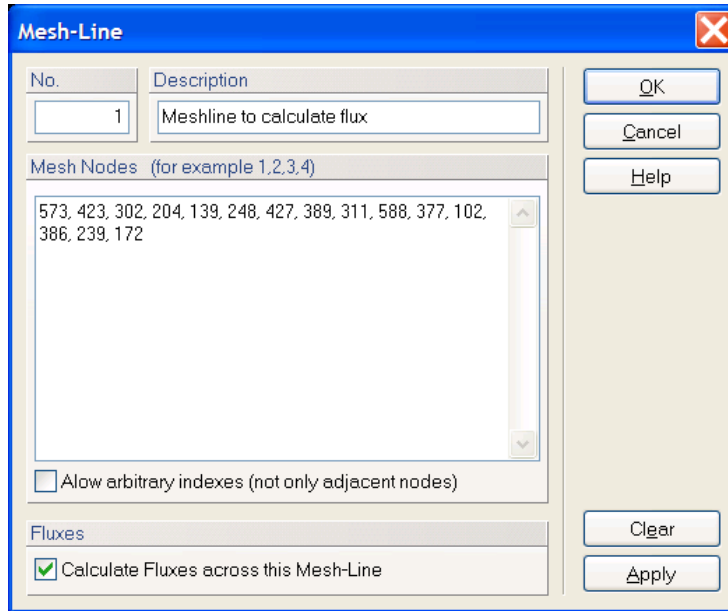 Mesh-Line
No.
Description
1
Meshline to calculate flux
Mesh Nodes (for example 1,2,3,4)
573, 423, 302, 204, 139, 248, 427, 389, 311, 588, 377, 102,
386, 239, 172
Alow arbitrary indexes (not only adjacent nodes)
Fluxes
Calculate Fluxes across this Mesh-Line
OK
Cancel
Help
Clear
Apply